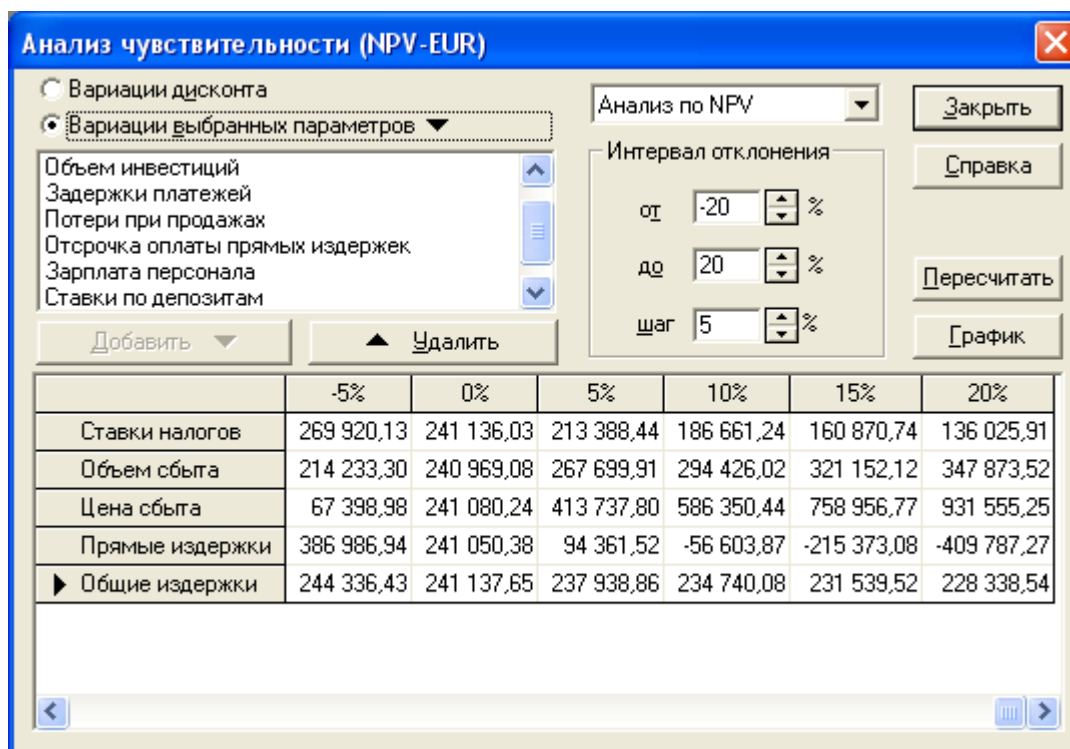 Анализ чувствительности (NPV-EUR)
Вариации дисконта
Вариации выбранных параметров
Объем инвестиций
Задержки платежей
Потери при продажах
Отсрочка оплаты прямых издержек
Зарплата персонала
Ставки по депозитам
Добавить
Удалить
Анализ по NPV
Интервал отклонения
от -20 %
до 20 %
шаг 5 %
Закрыть
Справка
Пересчитать
График
-5% 0% 5% 10% 15% 20%
Ставки налогов 269 920,13 241 136,03 213 388,44 186 661,24 160 870,74 136 025,91
Объем сбыта 214 233,30 240 969,08 267 699,91 294 426,02 321 152,12 347 873,52
Цена сбыта 67 398,98 241 080,24 413 737,80 586 350,44 758 956,77 931 555,25
Прямые издержки 386 986,94 241 050,38 94 361,52 -56 603,87 -215 373,08 -409 787,27
Общие издержки 244 336,43 241 137,65 237 938,86 234 740,08 231 539,52 228 338,54